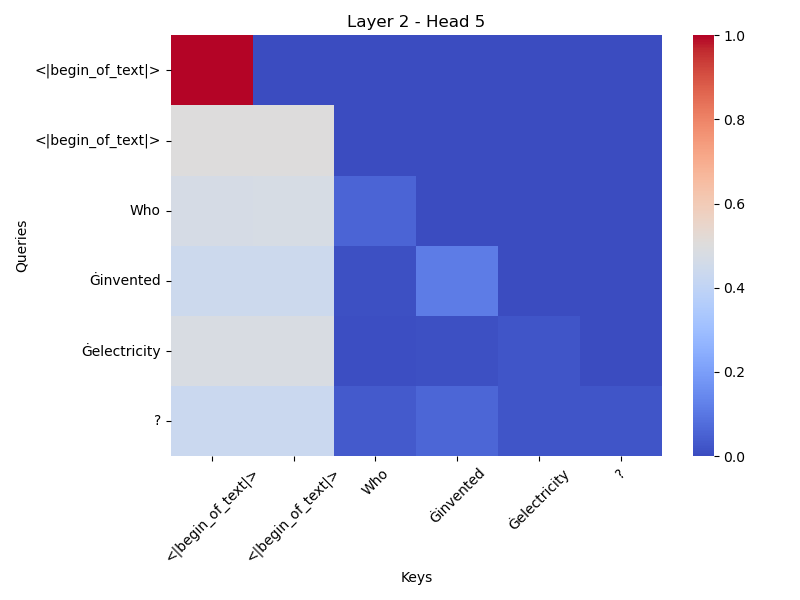 Layer 2 - Head 5
<|begin_of_text|>
<|begin_of_text|>
Who
Ġinvented
Ġelectricity
?
Queries
<|begin_of_text|>
<|begin_of_text|>
Who
Ġinvented
Ġelectricity
?
Keys
1.0
0.8
0.6
0.4
0.2
0.0